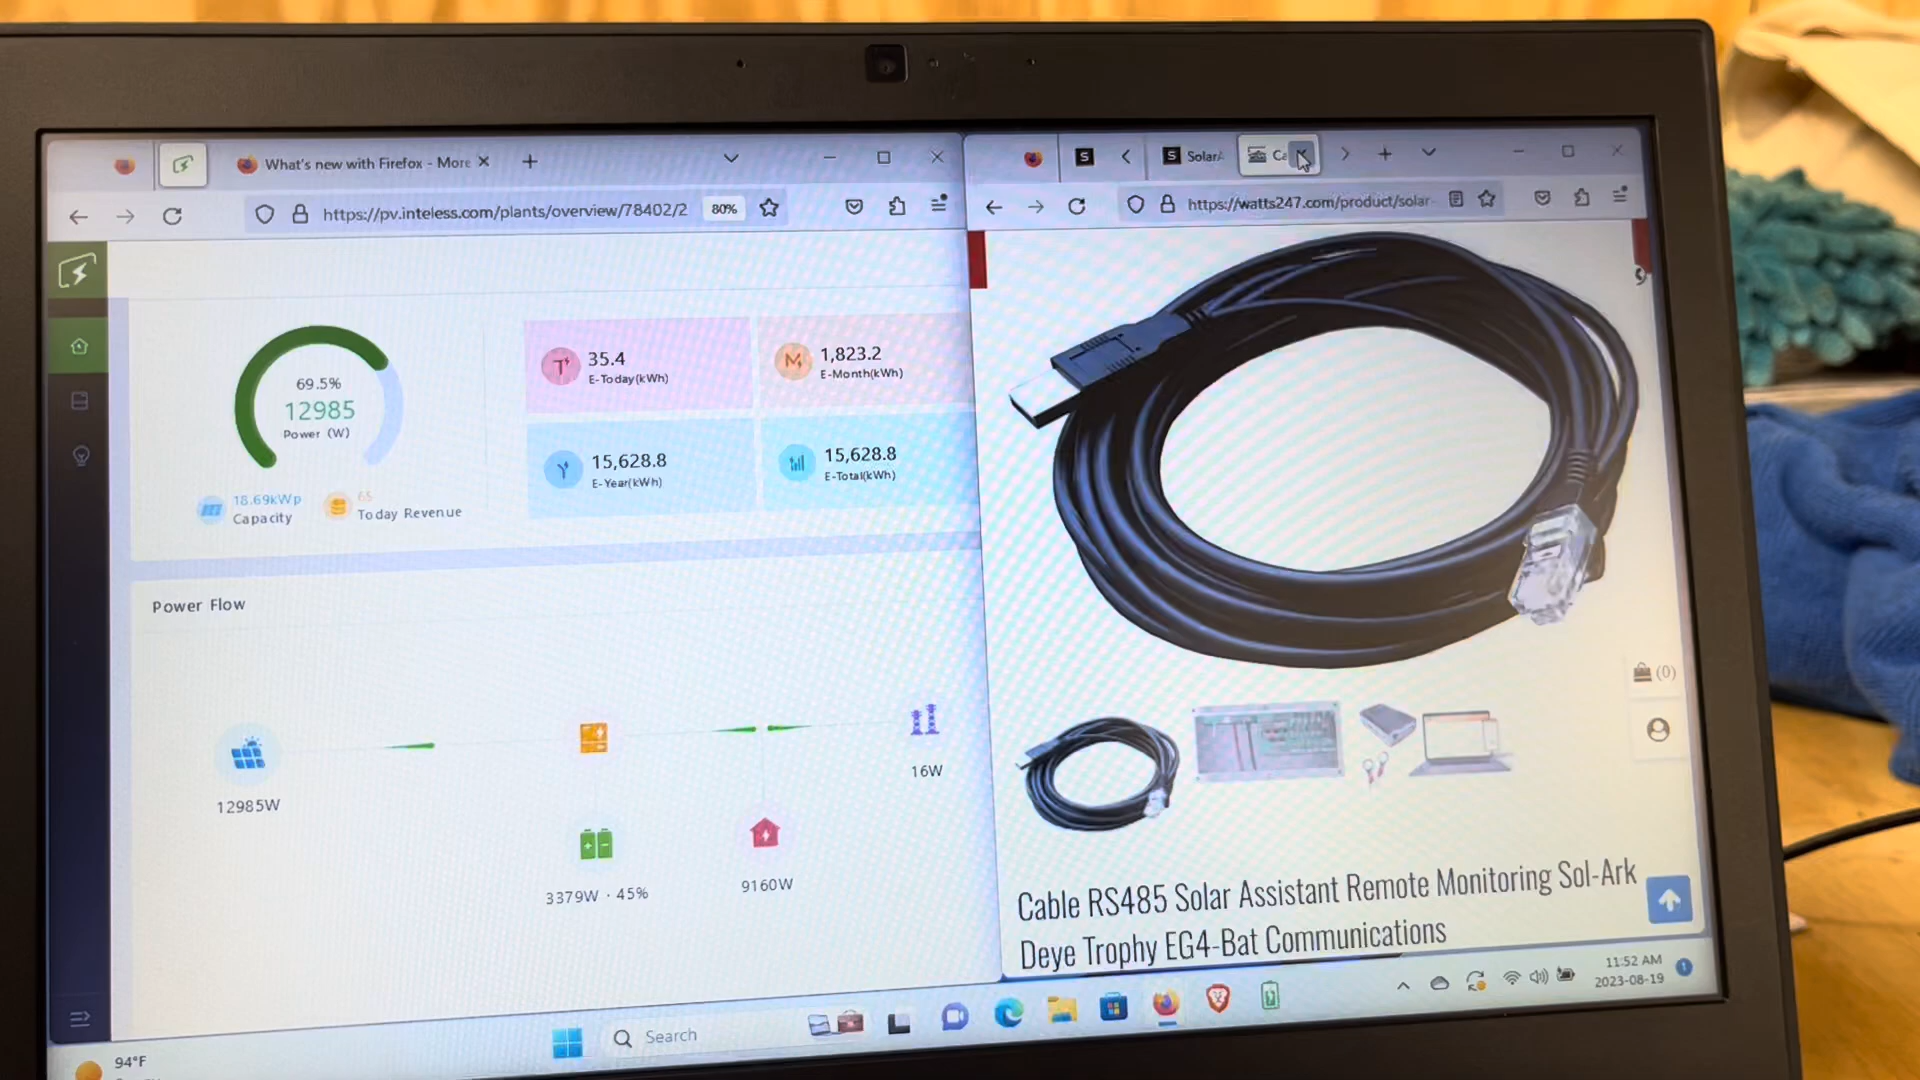 What's new with Firefox - More
https://pv.inteless.com/plants/overview/78402/2
80%
69.5%
12985
Power (W)
18.69kWp
Capacity
65
Today Revenue
35.4
E-Today(kWh)
1,823.2
E-Month(kWh)
15,628.8
E-Year(kWh)
15,628.8
E-Total(kWh)
Power Flow
12985W
3379W · 45%
9160W
16W
S
S SolarA
Ca
https://watts247.com/product/solar-
(0)
Cable RS485 Solar Assistant Remote Monitoring Sol-Ark
Deye Trophy EG4-Bat Communications
94°F
Search
11:52 AM
2023-08-19
1